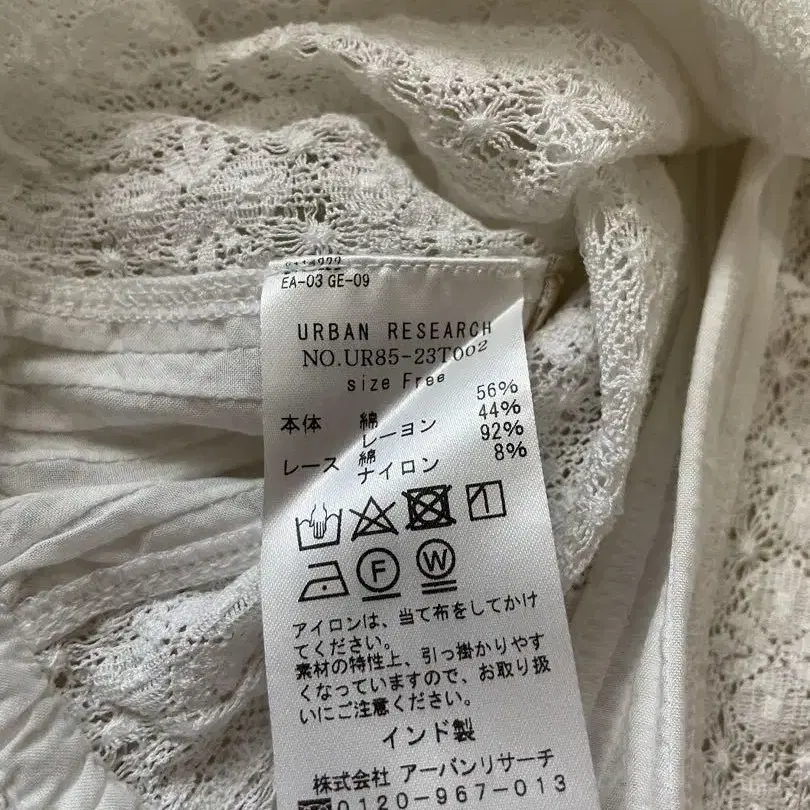 EA-03 GE-09
URBAN RESEARCH
NO.UR85-23T002
size Free
本体 綿 56%
レーヨン 44%
レース 綿 92%
ナイロン 8%
F W
アイロンは、当て布をしてかけ
てください。
素材の特性上、引っ掛かりやす
くなっていますので、お取り扱
いにご注意ください。
インド製
株式会社 アーバンリサーチ
0120-967-013